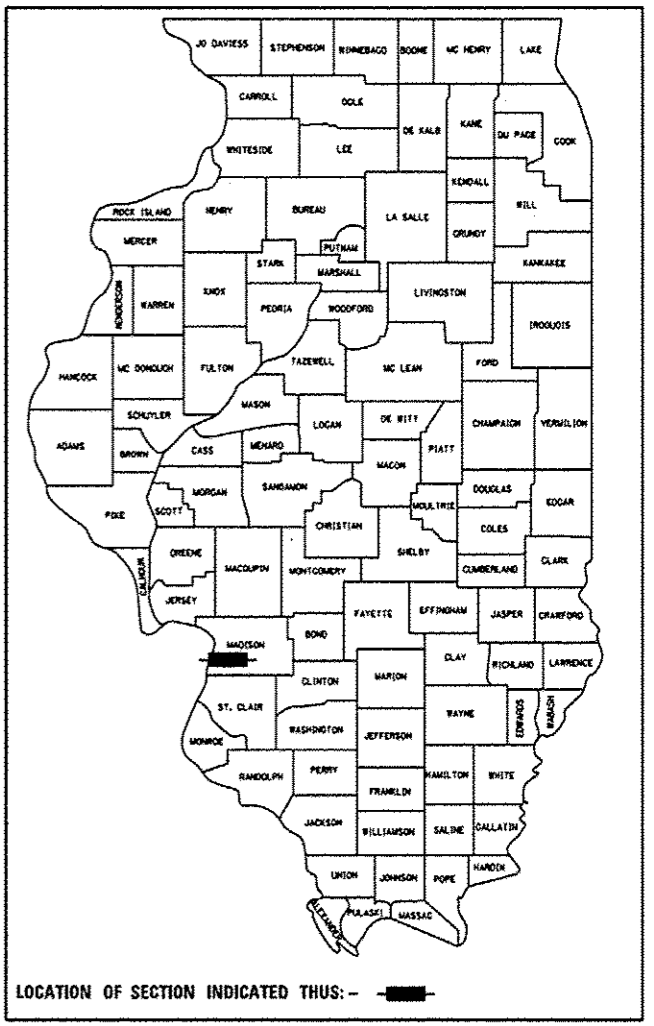 JO DAVIESS
STEPHENSON
WINNEBAGO
BOONE
MC HENRY
LAKE
CARROLL
OGLE
DE KALB
KANE
DU PAGE
COOK
WHITESIDE
LEE
KENDALL
WILL
ROCK ISLAND
HENRY
BUREAU
LA SALLE
GRUNDY
MERCER
PUTNAM
STARK
MARSHALL
KANKAKEE
HENDERSON
WARREN
KNOX
PEORIA
WOODFORD
LIVINGSTON
IROQUOIS
HANCOCK
MC DONOUGH
FULTON
TAZEWELL
MC LEAN
FORD
MASON
SCHUYLER
LOGAN
DE WITT
CHAMPAIGN
VERMILION
ADAMS
BROWN
CASS
MENARD
MACON
PIATT
PIKE
SCOTT
MORGAN
SANGAMON
CHRISTIAN
MOULTRIE
DOUGLAS
EDGAR
COLES
CALHOUN
GREENE
MACOUPIN
MONTGOMERY
SHELBY
CUMBERLAND
CLARK
JERSEY
FAYETTE
EFFINGHAM
JASPER
CRAWFORD
MADISON
BOND
CLAY
RICHLAND
LAWRENCE
CLINTON
MARION
ST. CLAIR
WASHINGTON
WAYNE
EDWARDS
WABASH
MONROE
JEFFERSON
RANDOLPH
PERRY
FRANKLIN
HAMILTON
WHITE
JACKSON
WILLIAMSON
SALINE
GALLATIN
UNION
JOHNSON
POPE
HARDIN
ALEXANDER
PULASKI
MASSAC
LOCATION OF SECTION INDICATED THUS: -